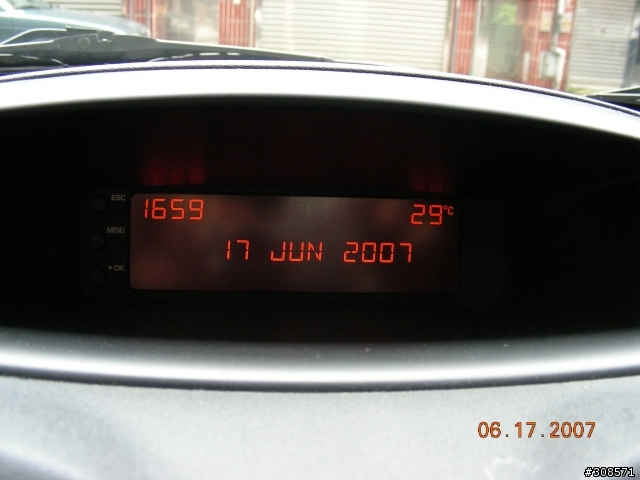 ESC
1659 29°C
MENU
17 JUN 2007
▶OK
06.17.2007
#308571